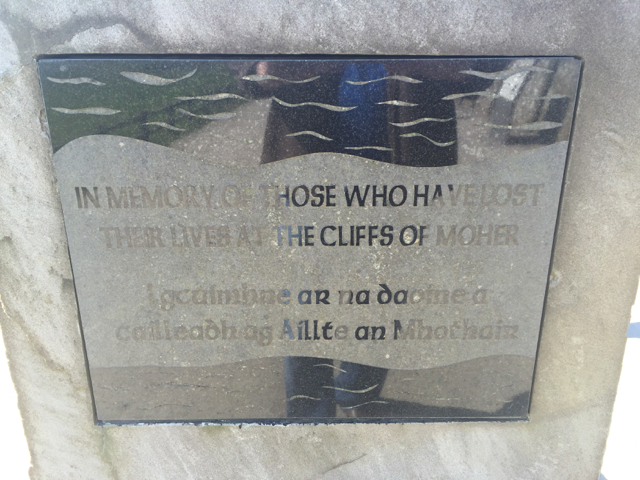 IN MEMORY OF THOSE WHO HAVE LOST
THEIR LIVES AT THE CLIFFS OF MOHER
I gcuimhne ar na daoine a
cailleadh ag Aillte an Mhothair